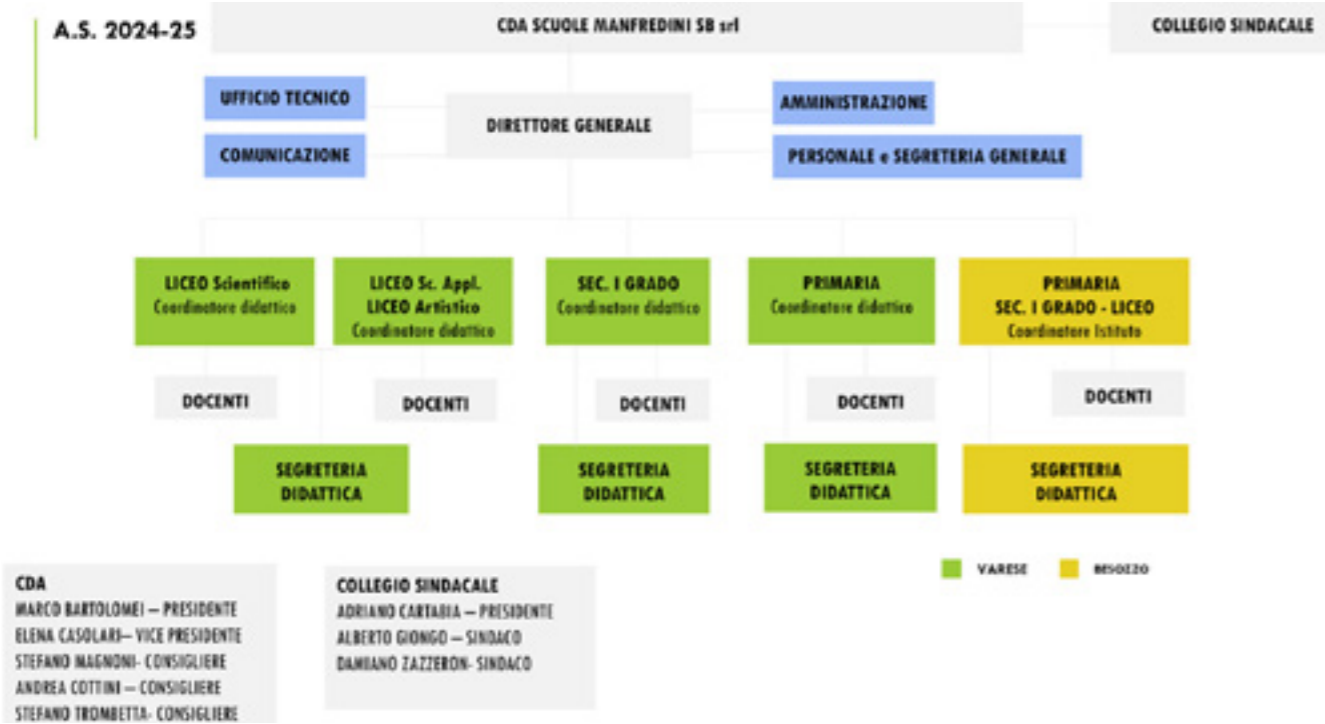 A.S. 2024-25
CDA SCUOLE MANFREDINI SB srl
COLLEGIO SINDACALE
UFFICIO TECNICO
AMMINISTRAZIONE
DIRETTORE GENERALE
COMUNICAZIONE
PERSONALE e SEGRETERIA GENERALE
LICEO Scientifico
Coordinatore didattico
LICEO Sc. Appl.
LICEO Artistico
Coordinatore didattico
SEC. I GRADO
Coordinatore didattico
PRIMARIA
Coordinatore didattico
PRIMARIA
SEC. I GRADO - LICEO
Coordinatore Istituto
DOCENTI
DOCENTI
DOCENTI
DOCENTI
DOCENTI
SEGRETERIA
DIDATTICA
SEGRETERIA
DIDATTICA
SEGRETERIA
DIDATTICA
SEGRETERIA
DIDATTICA
VARESE
BESOZZO
CDA
MARCO BARTOLOMEI – PRESIDENTE
ELENA CASOLARI– VICE PRESIDENTE
STEFANO MAGNONI- CONSIGLIERE
ANDREA COTTINI – CONSIGLIERE
STEFANO TROMBETTA- CONSIGLIERE
COLLEGIO SINDACALE
ADRIANO CARTABIA – PRESIDENTE
ALBERTO GIONGO – SINDACO
DAMIANO ZAZZERON- SINDACO